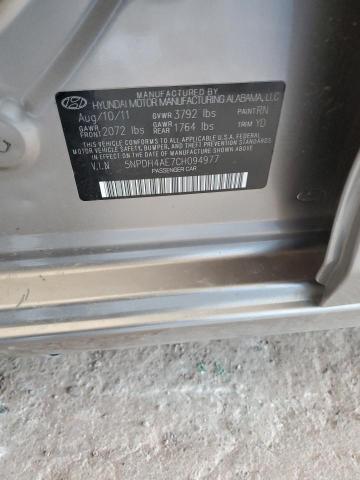 MANUFACTURED BY
HYUNDAI MOTOR MANUFACTURING ALABAMA, LLC
Aug/10/11 GVWR 3792 lbs Paint RN
GAWR FRONT 2072 lbs GAWR REAR 1764 lbs TRIM YD
THIS VEHICLE CONFORMS TO ALL APPLICABLE U.S.A. FEDERAL
MOTOR VEHICLE SAFETY, BUMPER, AND THEFT PREVENTION STANDARDS
IN EFFECT ON THE DATE OF MANUFACTURE SHOWN ABOVE.
V.I.N 5NPDH4AE7CH094977
PASSENGER CAR